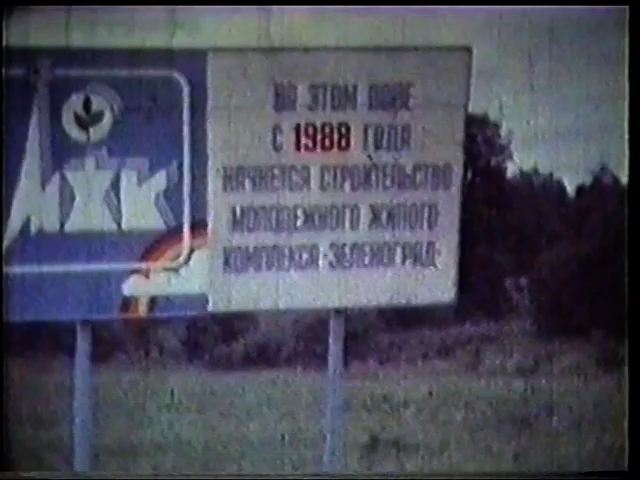 МЖК
НА ЭТОМ ПОЛЕ
С 1988 ГОДА
НАЧНЕТСЯ СТРОИТЕЛЬСТВО
МОЛОДЕЖНОГО ЖИЛОГО
КОМПЛЕКСА-ЗЕЛЕНОГРАД-